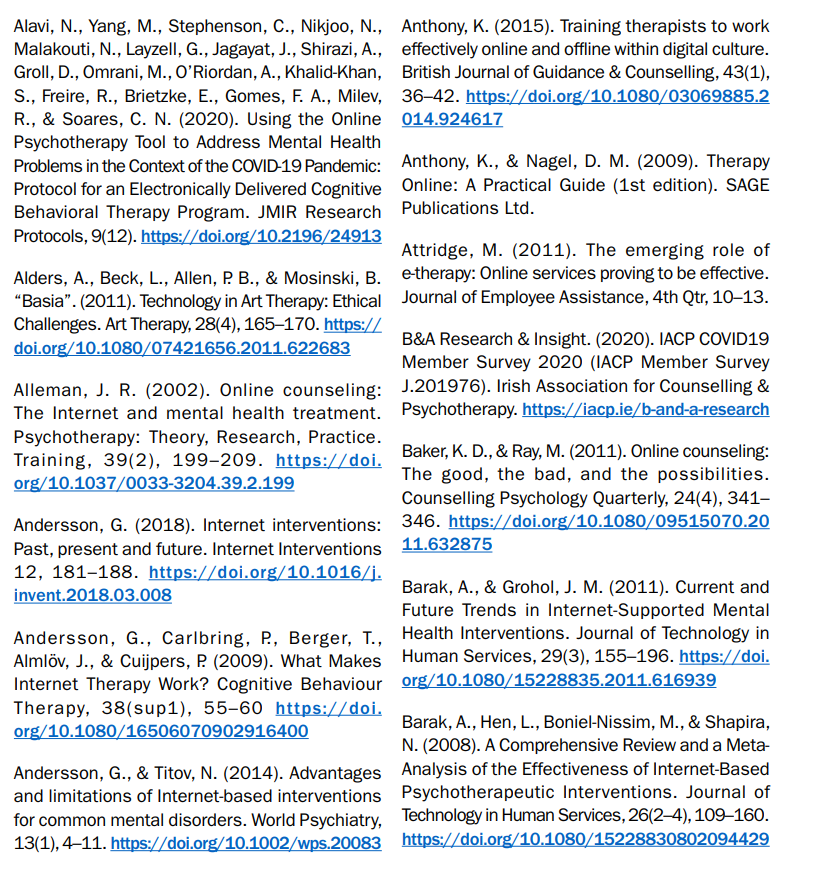 Alavi, N., Yang, M., Stephenson, C., Nikjoo, N.,
Malakouti, N., Layzell, G., Jagayat, J., Shirazi, A.,
Groll, D., Omrani, M., O’Riordan, A., Khalid-Khan,
S., Freire, R., Brietzke, E., Gomes, F. A., Milev,
R., & Soares, C. N. (2020). Using the Online
Psychotherapy Tool to Address Mental Health
Problems in the Context of the COVID-19 Pandemic:
Protocol for an Electronically Delivered Cognitive
Behavioral Therapy Program. JMIR Research
Protocols, 9(12). https://doi.org/10.2196/24913
Alders, A., Beck, L., Allen, P. B., & Mosinski, B.
“Basia”. (2011). Technology in Art Therapy: Ethical
Challenges. Art Therapy, 28(4), 165–170. https://
doi.org/10.1080/07421656.2011.622683
Alleman, J. R. (2002). Online counseling:
The Internet and mental health treatment.
Psychotherapy: Theory, Research, Practice.
Training, 39(2), 199–209. https://doi.
org/10.1037/0033-3204.39.2.199
Andersson, G. (2018). Internet interventions:
Past, present and future. Internet Interventions
12, 181–188. https://doi.org/10.1016/j.
invent.2018.03.008
Andersson, G., Carlbring, P., Berger, T.,
Almlöv, J., & Cuijpers, P. (2009). What Makes
Internet Therapy Work? Cognitive Behaviour
Therapy, 38(sup1), 55–60 https://doi.
org/10.1080/16506070902916400
Andersson, G., & Titov, N. (2014). Advantages
and limitations of Internet-based interventions
for common mental disorders. World Psychiatry,
13(1), 4–11. https://doi.org/10.1002/wps.20083
Anthony, K. (2015). Training therapists to work
effectively online and offline within digital culture.
British Journal of Guidance & Counselling, 43(1),
36–42. https://doi.org/10.1080/03069885.2
014.924617
Anthony, K., & Nagel, D. M. (2009). Therapy
Online: A Practical Guide (1st edition). SAGE
Publications Ltd.
Attridge, M. (2011). The emerging role of
e-therapy: Online services proving to be effective.
Journal of Employee Assistance, 4th Qtr, 10–13.
B&A Research & Insight. (2020). IACP COVID19
Member Survey 2020 (IACP Member Survey
J.201976). Irish Association for Counselling &
Psychotherapy. https://iacp.ie/b-and-a-research
Baker, K. D., & Ray, M. (2011). Online counseling:
The good, the bad, and the possibilities.
Counselling Psychology Quarterly, 24(4), 341–
346. https://doi.org/10.1080/09515070.20
11.632875
Barak, A., & Grohol, J. M. (2011). Current and
Future Trends in Internet-Supported Mental
Health Interventions. Journal of Technology in
Human Services, 29(3), 155–196. https://doi.
org/10.1080/15228835.2011.616939
Barak, A., Hen, L., Boniel-Nissim, M., & Shapira,
N. (2008). A Comprehensive Review and a Meta-
Analysis of the Effectiveness of Internet-Based
Psychotherapeutic Interventions. Journal of
Technology in Human Services, 26(2–4), 109–160.
https://doi.org/10.1080/15228830802094429